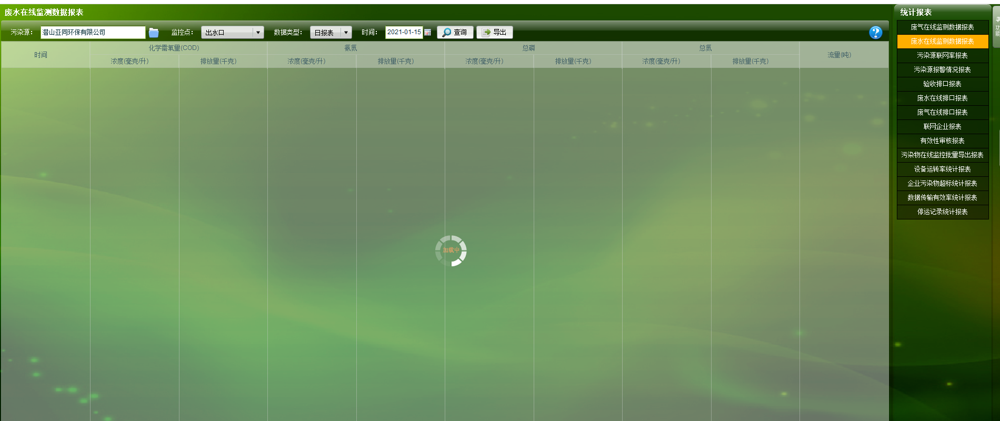 废水在线监测数据报表
污染源： 潜山亚同环保有限公司 监控点： 出水口 数据类型： 日报表 时间： 2021-01-15 查询 导出
时间 化学需氧量(COD) 氨氮 总磷 总氮 流量(吨)
浓度(毫克/升) 排放量(千克) 浓度(毫克/升) 排放量(千克) 浓度(毫克/升) 排放量(千克) 浓度(毫克/升) 排放量(千克)
加载中
统计报表
废气在线监测数据报表
废水在线监测数据报表
污染源联网率报表
污染源报警情况报表
验收排口报表
废水在线排口报表
废气在线排口报表
联网企业报表
有效性审核报表
污染物在线监控批量导出报表
设备运转率统计报表
企业污染物超标统计报表
数据传输有效率统计报表
停运记录统计报表
功能